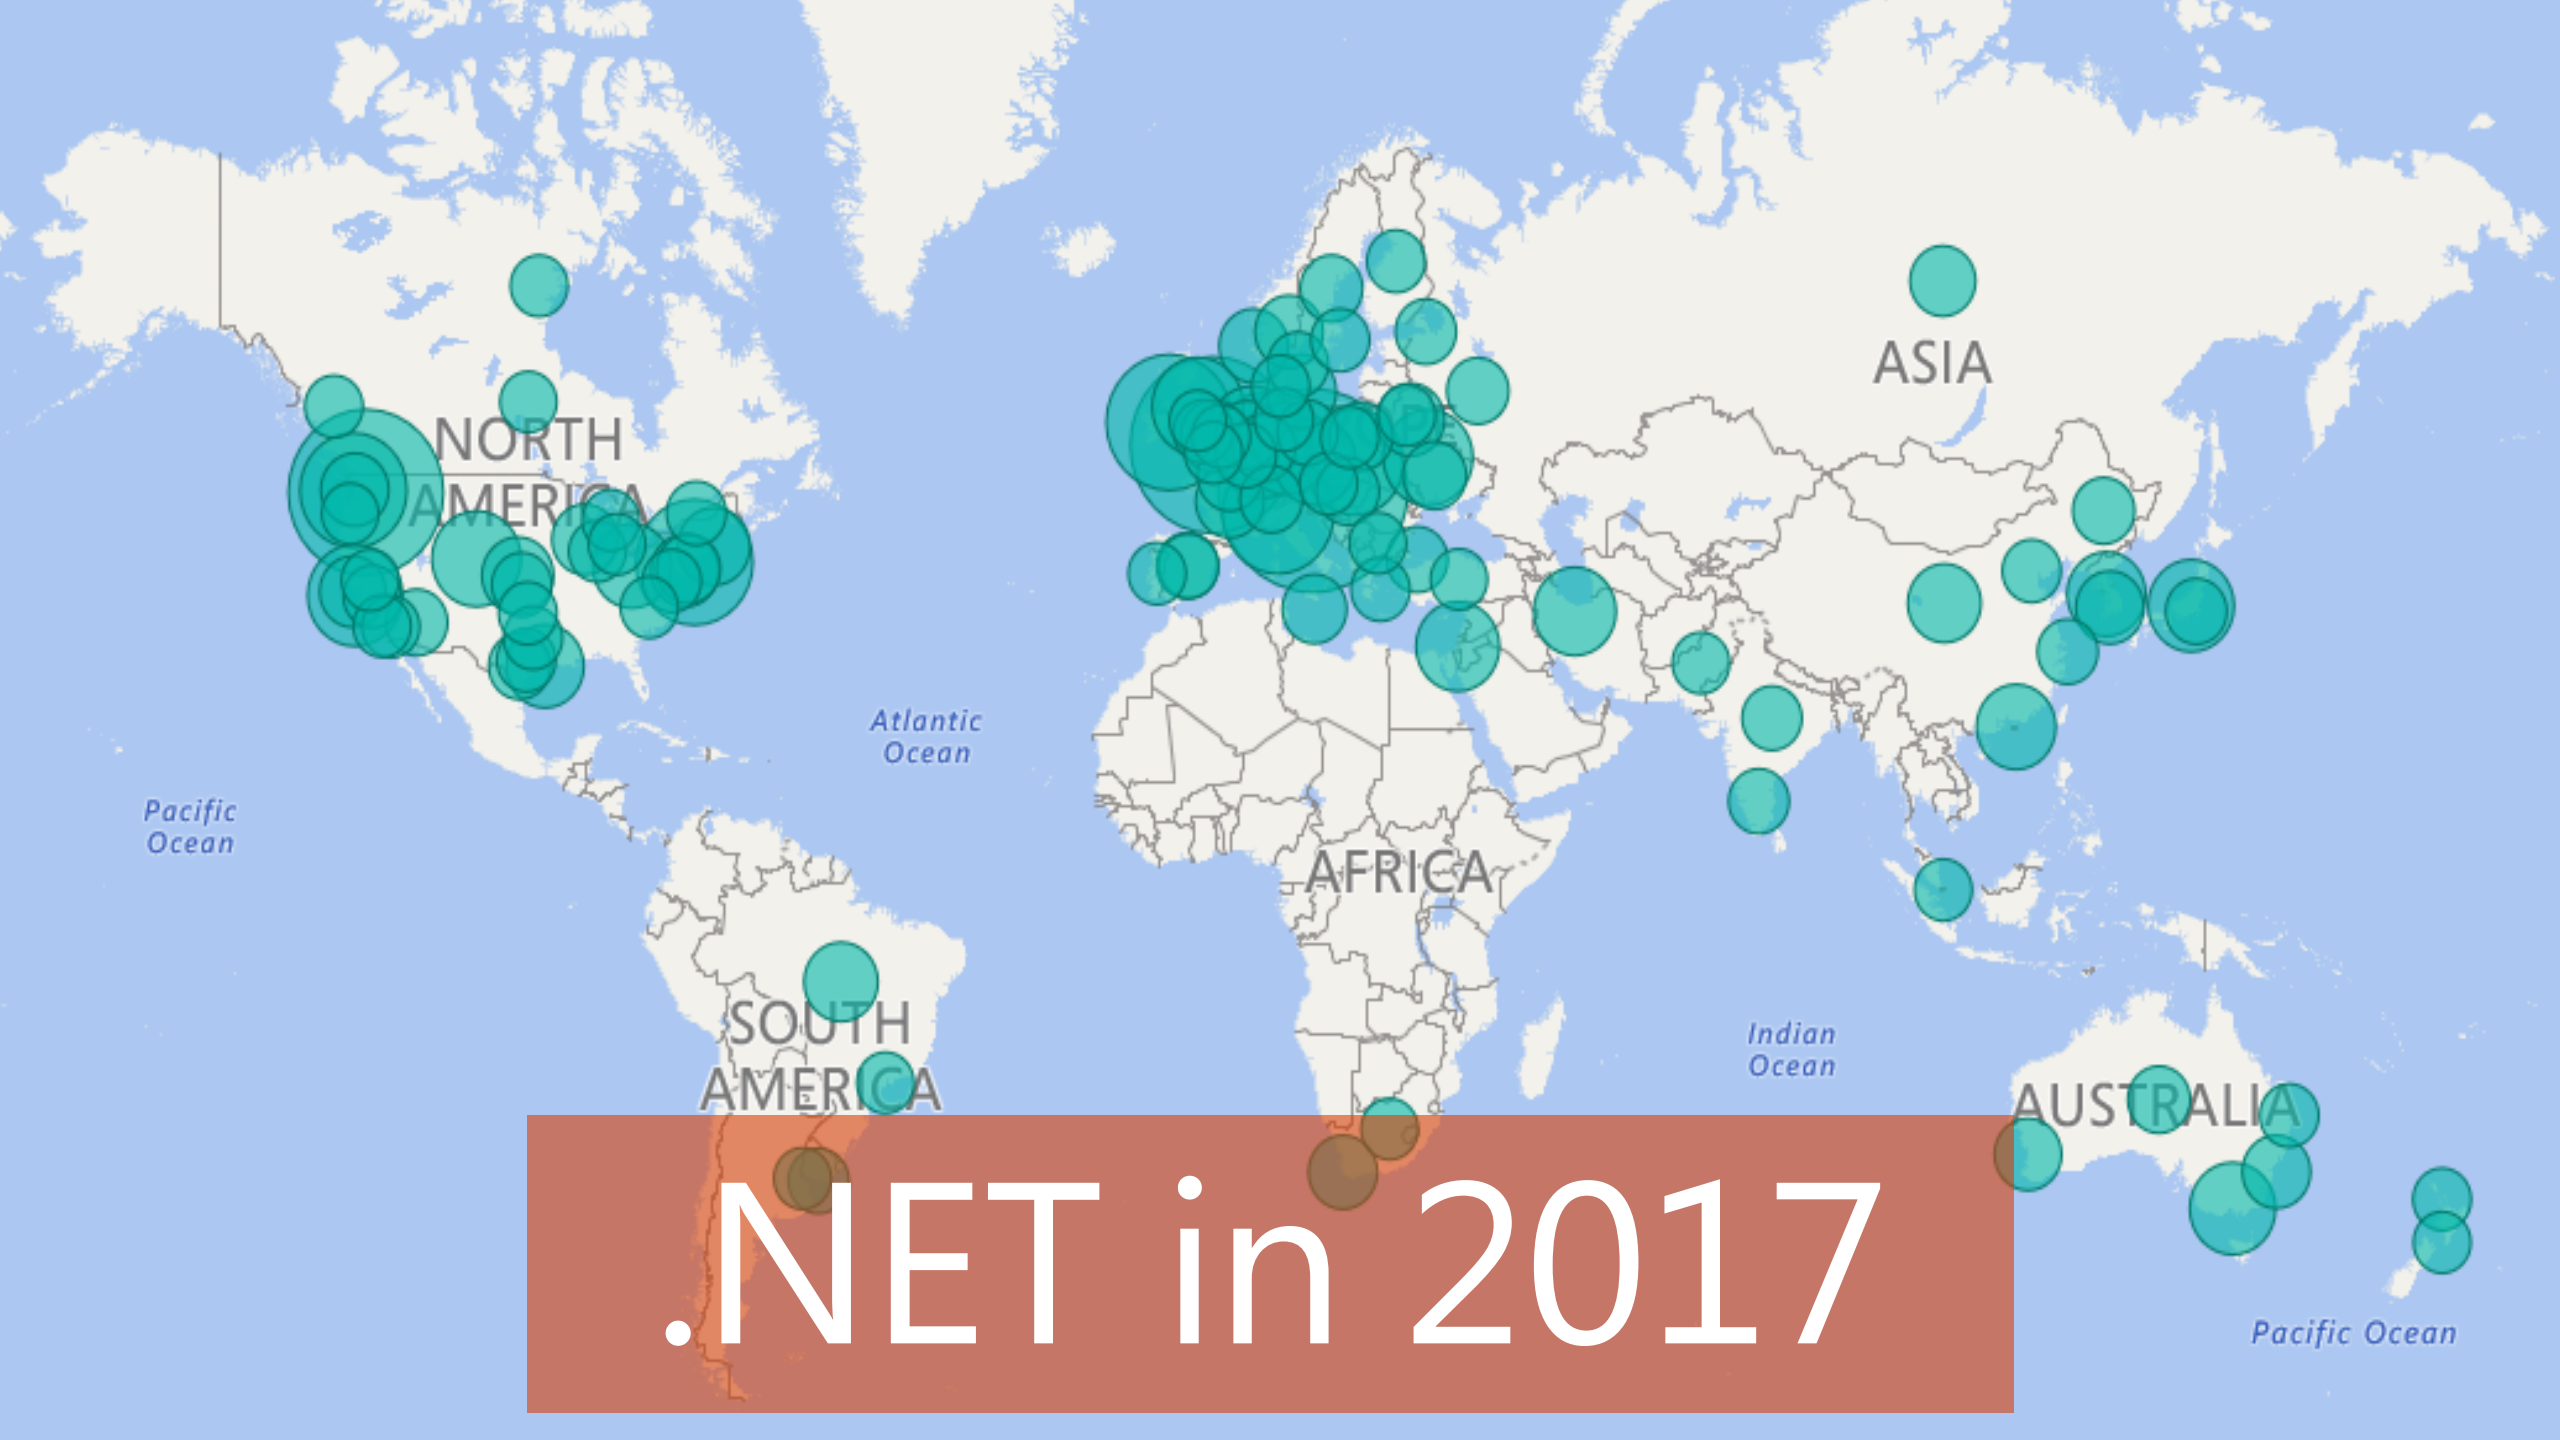 ASIA
NORTH
AMERICA
Atlantic
Ocean
Pacific
Ocean
AFRICA
SOUTH
AMERICA
Indian
Ocean
AUSTRALIA
.NET in 2017
Pacific Ocean